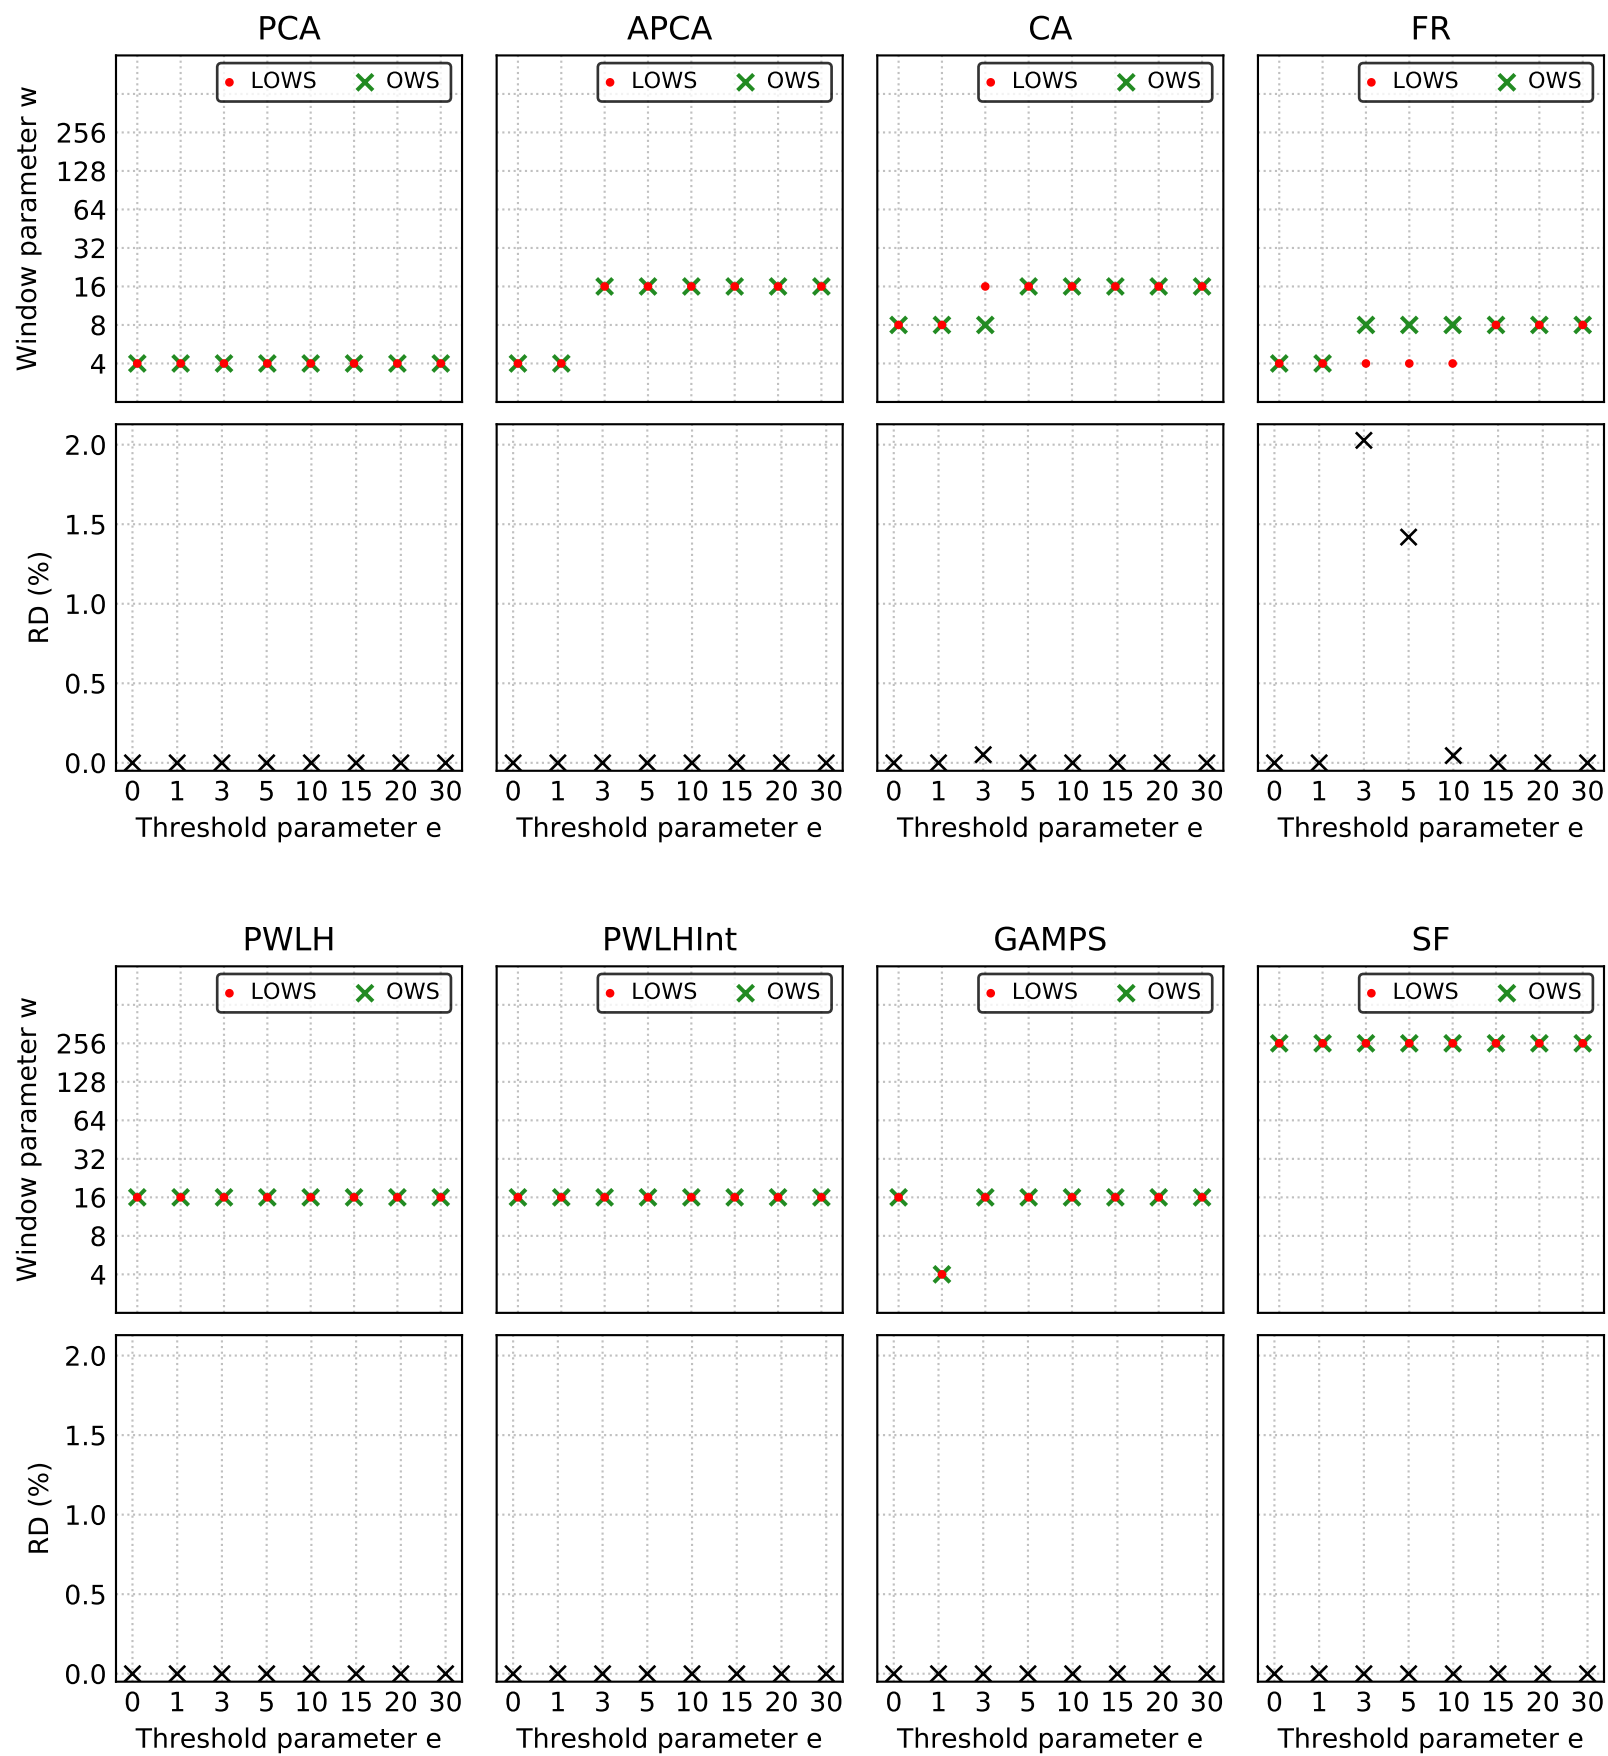 PCA APCA CA FR
LOWS OWS LOWS OWS LOWS OWS LOWS OWS
Window parameter w
256
128
64
32
16
8
4
RD (%)
2.0
1.5
1.0
0.5
0.0
0 1 3 5 10 15 20 30 0 1 3 5 10 15 20 30 0 1 3 5 10 15 20 30 0 1 3 5 10 15 20 30
Threshold parameter e Threshold parameter e Threshold parameter e Threshold parameter e
PWLH PWLHInt GAMPS SF
LOWS OWS LOWS OWS LOWS OWS LOWS OWS
Window parameter w
256
128
64
32
16
8
4
RD (%)
2.0
1.5
1.0
0.5
0.0
0 1 3 5 10 15 20 30 0 1 3 5 10 15 20 30 0 1 3 5 10 15 20 30 0 1 3 5 10 15 20 30
Threshold parameter e Threshold parameter e Threshold parameter e Threshold parameter e